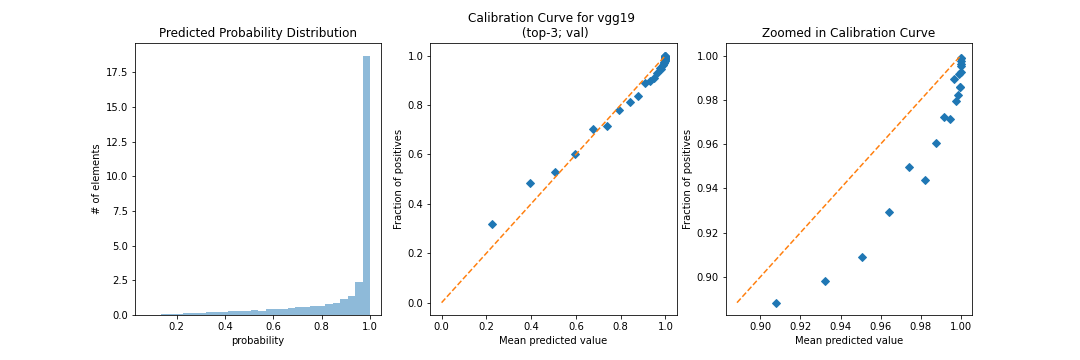 Predicted Probability Distribution
# of elements
17.5
15.0
12.5
10.0
7.5
5.0
2.5
0.0
0.2 0.4 0.6 0.8 1.0
probability
Calibration Curve for vgg19
(top-3; val)
Fraction of positives
1.0
0.8
0.6
0.4
0.2
0.0
0.0 0.2 0.4 0.6 0.8 1.0
Mean predicted value
Zoomed in Calibration Curve
Fraction of positives
1.00
0.98
0.96
0.94
0.92
0.90
0.90 0.92 0.94 0.96 0.98 1.00
Mean predicted value